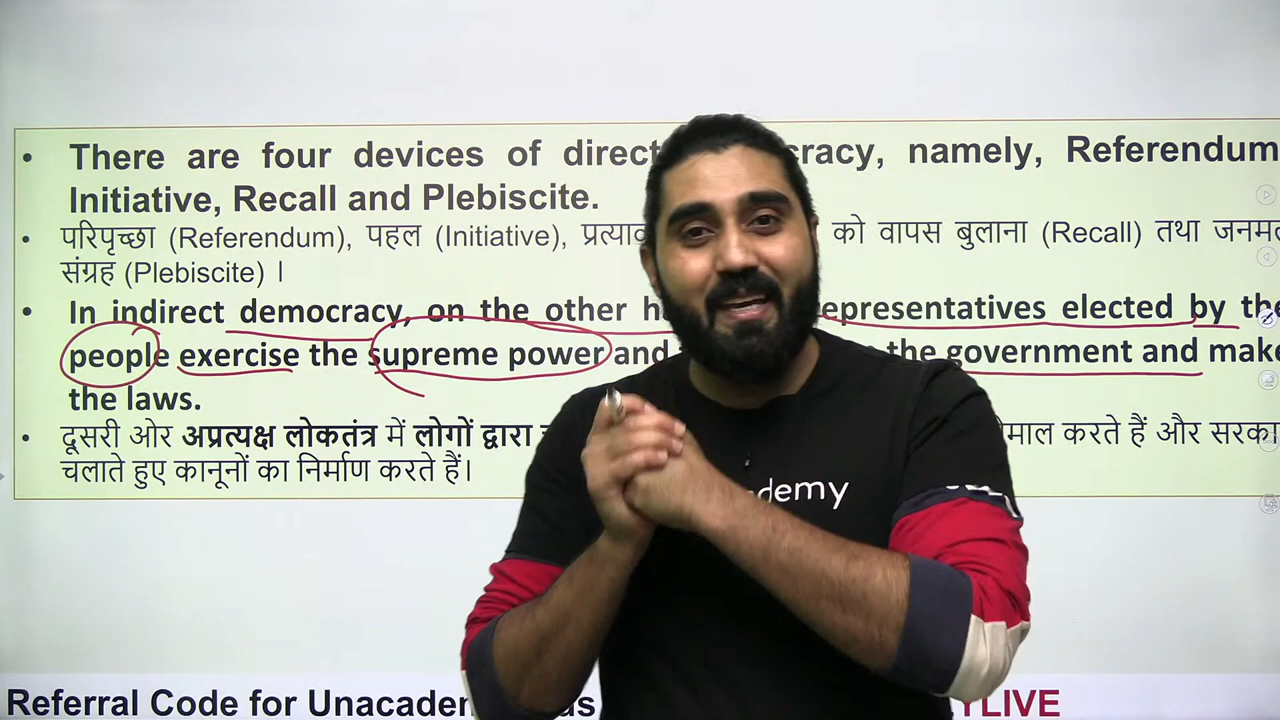 • There are four devices of direct cracy, namely, Referendum
Initiative, Recall and Plebiscite.
• परिपृच्छा (Referendum), पहल (Initiative), को वापस बुलाना (Recall) तथा जनमत
संग्रह (Plebiscite) ।
• In indirect democracy, on the other representatives elected by the
people exercise the supreme power and the government and make
the laws.
• दूसरी ओर अप्रत्यक्ष लोकतंत्र में लोगों द्वारा करते हैं और सरकार
चलाते हुए कानूनों का निर्माण करते हैं।
demy
Referral Code for LIVE